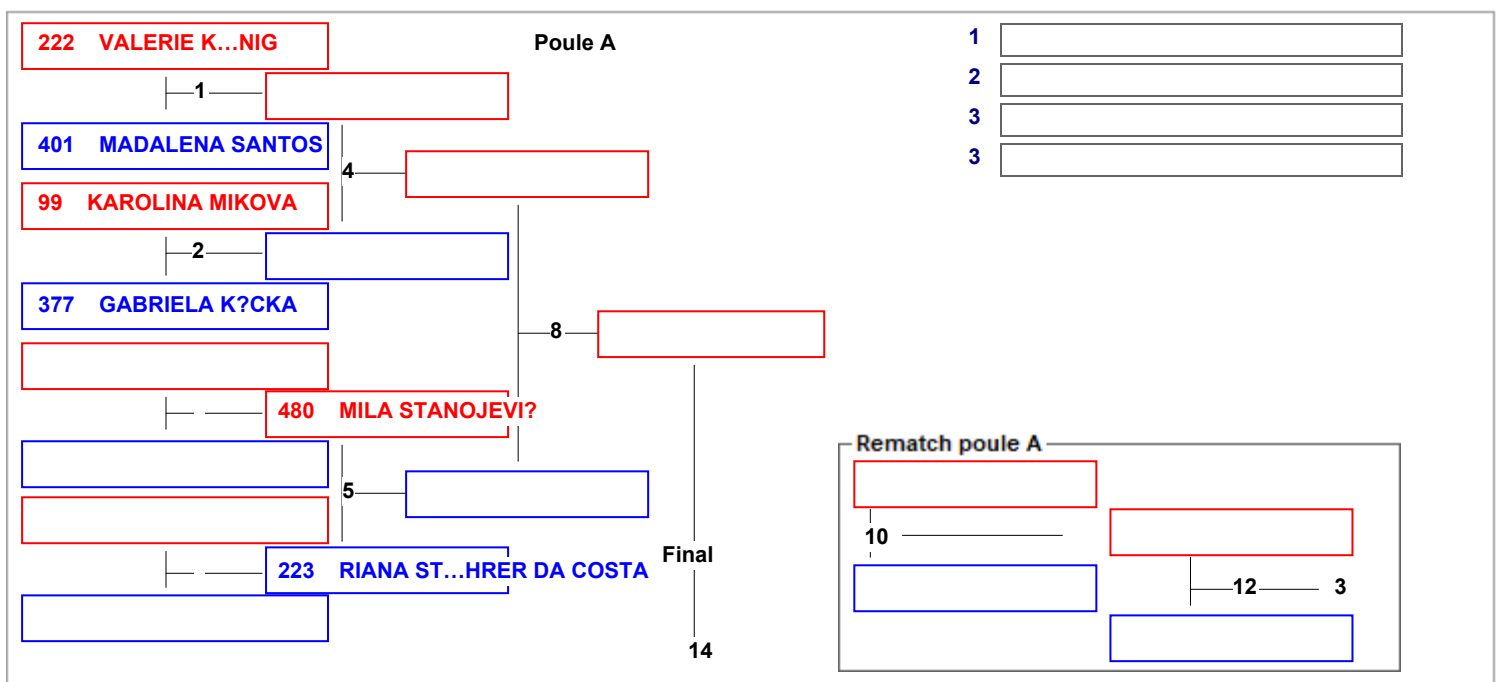 222 VALERIE K…NIG
Poule A
1
1
2
401 MADALENA SANTOS
3
3
4
99 KAROLINA MIKOVA
2
377 GABRIELA K?CKA
8
480 MILA STANOJEVI?
Rematch poule A
5
10
Final
223 RIANA ST…HRER DA COSTA
12 3
14